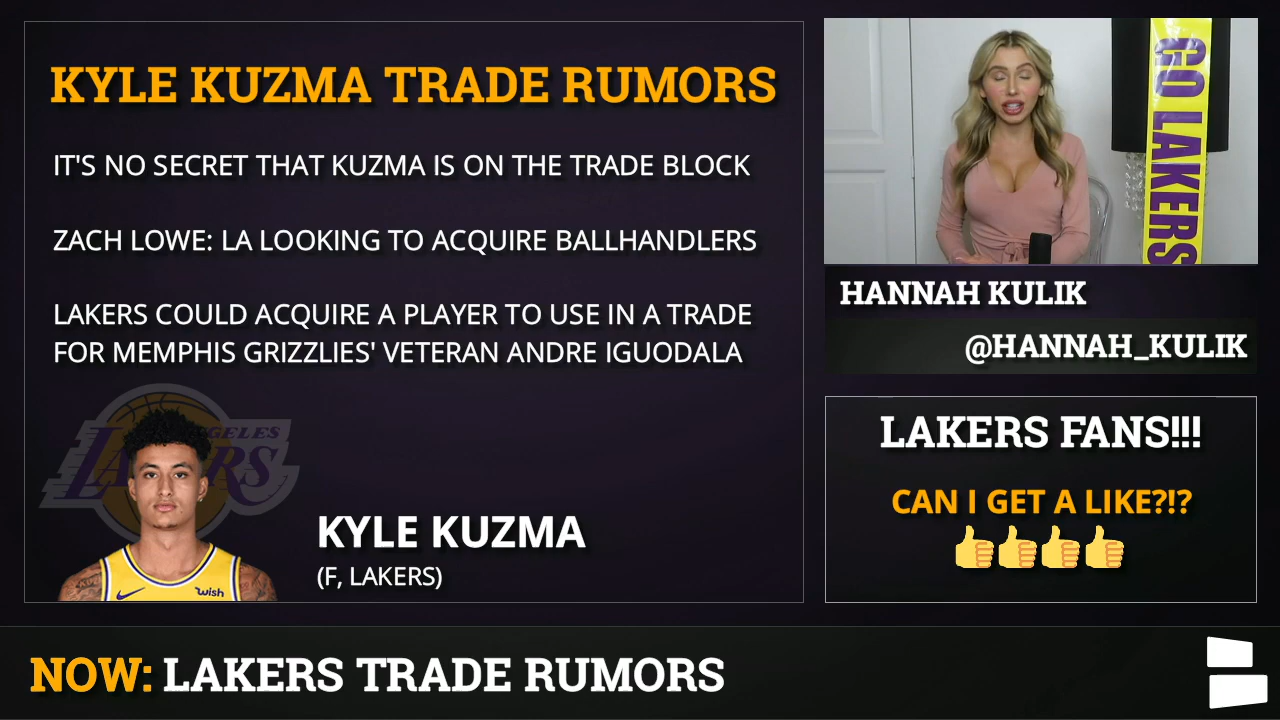 KYLE KUZMA TRADE RUMORS
IT'S NO SECRET THAT KUZMA IS ON THE TRADE BLOCK
ZACH LOWE: LA LOOKING TO ACQUIRE BALLHANDLERS
LAKERS COULD ACQUIRE A PLAYER TO USE IN A TRADE
FOR MEMPHIS GRIZZLIES' VETERAN ANDRE IGUODALA
wish
KYLE KUZMA
(F, LAKERS)
GO LAKERS
HANNAH KULIK
@HANNAH_KULIK
LAKERS FANS!!!
CAN I GET A LIKE?!?
NOW: LAKERS TRADE RUMORS